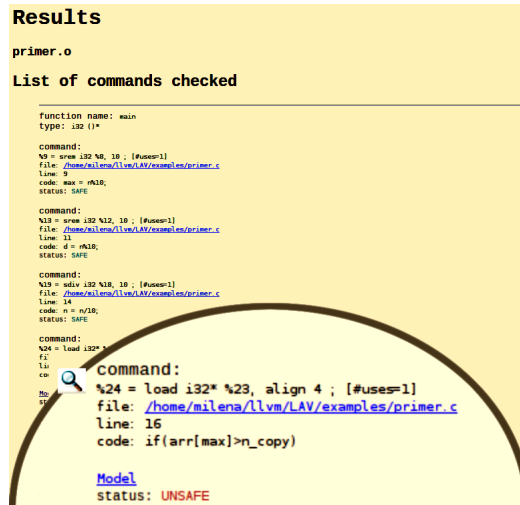 Results
primer.o
List of commands checked
function name: main
type: i32 ()*
command:
%9 = srem i32 %8, 10 ; [#uses=1]
file: /home/milena/llvm/LAV/examples/primer.c
line: 9
code: max = n%10;
status: SAFE
command:
%13 = srem i32 %12, 10 ; [#uses=1]
file: /home/milena/llvm/LAV/examples/primer.c
line: 11
code: d = n%10;
status: SAFE
command:
%19 = sdiv i32 %18, 10 ; [#uses=1]
file: /home/milena/llvm/LAV/examples/primer.c
line: 14
code: n = n/10;
status: SAFE
command:
%24 = load i32*
command:
%24 = load i32* %23, align 4 ; [#uses=1]
file: /home/milena/llvm/LAV/examples/primer.c
line: 16
code: if(arr[max]>n_copy)
Model
status: UNSAFE